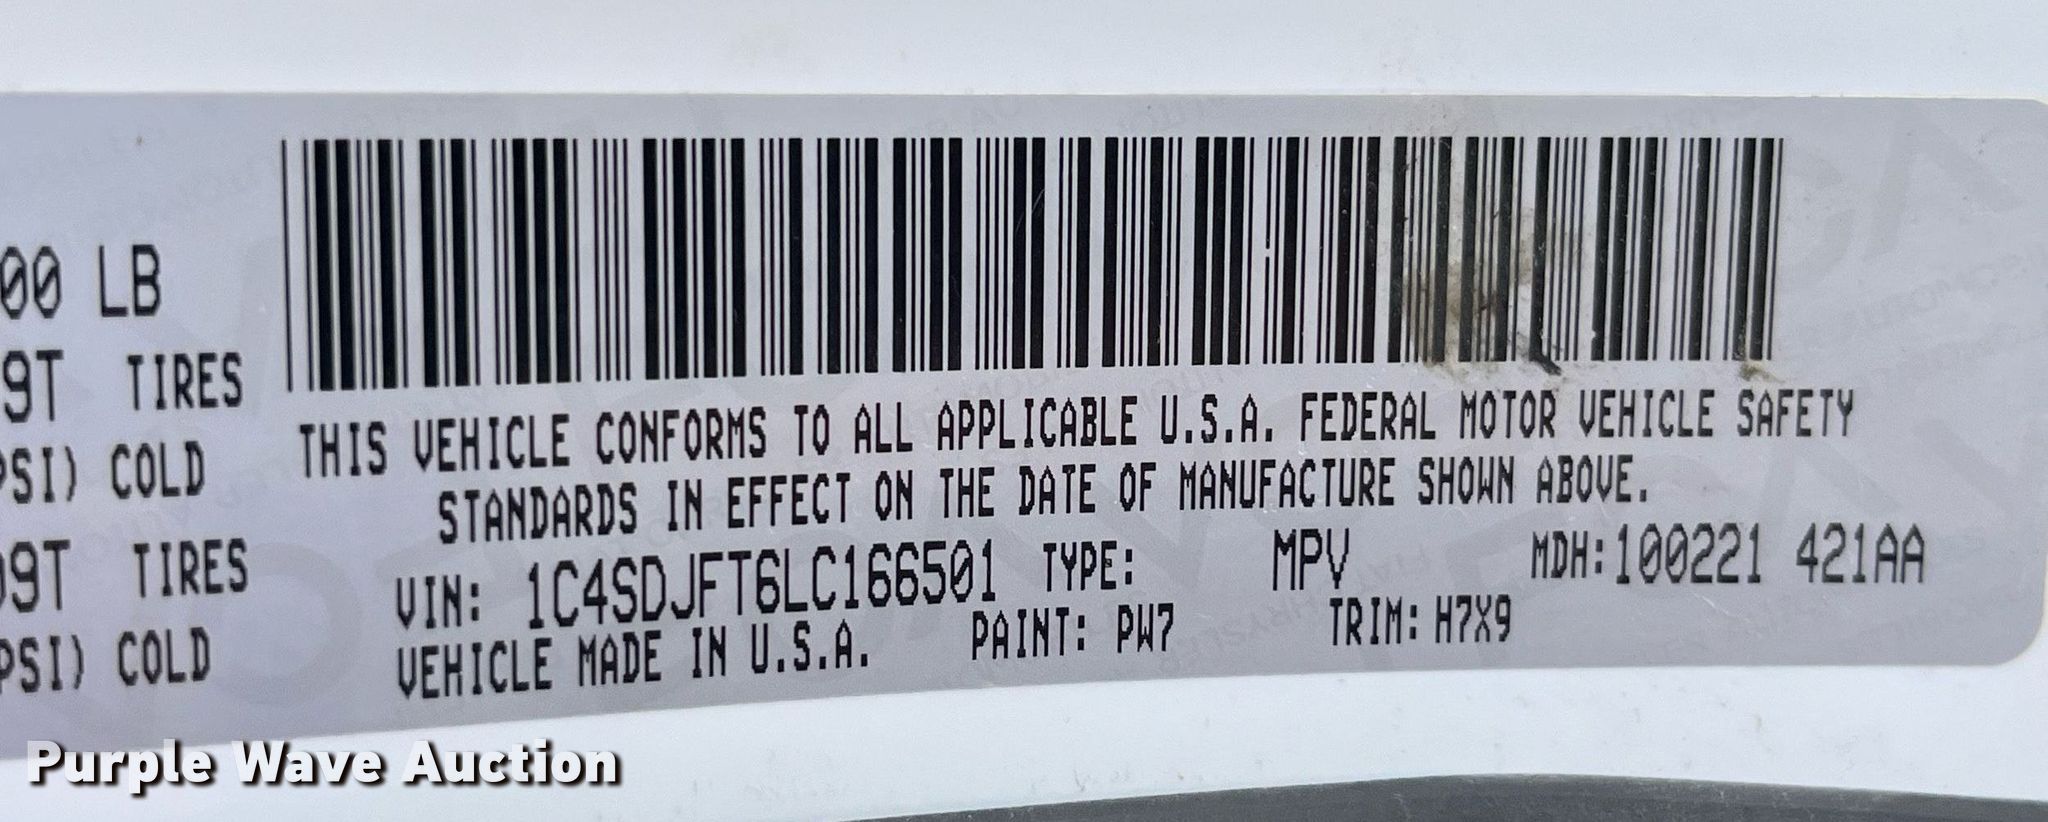 00 LB
9T TIRES
PSI) COLD
09T TIRES
PSI) COLD
THIS VEHICLE CONFORMS TO ALL APPLICABLE U.S.A. FEDERAL MOTOR VEHICLE SAFETY
STANDARDS IN EFFECT ON THE DATE OF MANUFACTURE SHOWN ABOVE.
VIN: 1C4SDJFT6LC166501 TYPE: MPV MDH:100221 421AA
VEHICLE MADE IN U.S.A. PAINT: PW7 TRIM: H7X9
Purple Wave Auction